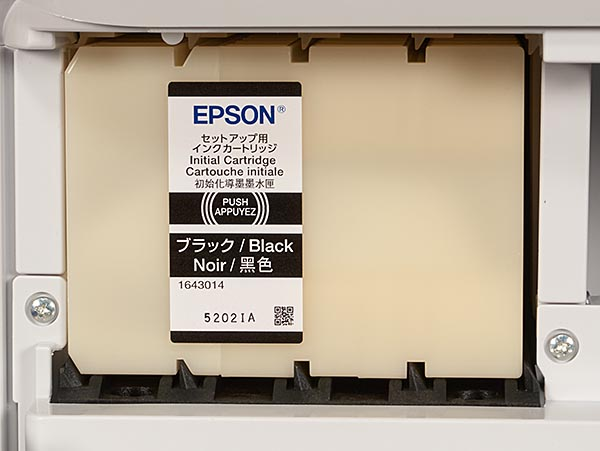 EPSON®
セットアップ用
インクカートリッジ
Initial Cartridge
Cartouche initiale
初始化導墨墨水匣
PUSH
APPUYEZ
ブラック / Black
Noir / 黑色
1643014
52021A